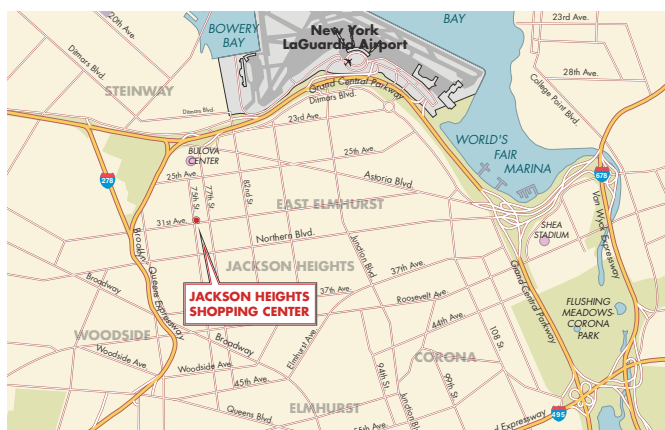 20th Ave.
BOWERY
BAY
New York
LaGuardia Airport
BAY
23rd Ave.
Ditmars Blvd.
STEINWAY
Grand Central Parkway
28th Ave.
College Point Blvd.
Ditmars Blvd.
Ditmars Blvd.
23rd Ave.
WORLD'S
FAIR
MARINA
BULOVA
CENTER
25th Ave.
25th Ave.
Astoria Blvd.
278
678
75th St.
77th St.
82nd St.
EAST ELMHURST
Van Wyck Expressway
31st Ave.
SHEA
STADIUM
Northern Blvd.
Brooklyn Queens Expressway
Junction Blvd.
JACKSON HEIGHTS
37th Ave.
Grand Central Parkway
Broadway
37th Ave.
JACKSON HEIGHTS
SHOPPING CENTER
Roosevelt Ave.
FLUSHING
MEADOWS-
CORONA
PARK
44th Ave.
WOODSIDE
Broadway
Elmhurst Ave.
108 St.
Woodside Ave.
Woodside Ave.
CORONA
94th St.
99th St.
45th Ave.
Junction Blvd.
Queens Blvd.
ELMHURST
495
Expressway
55th Ave.